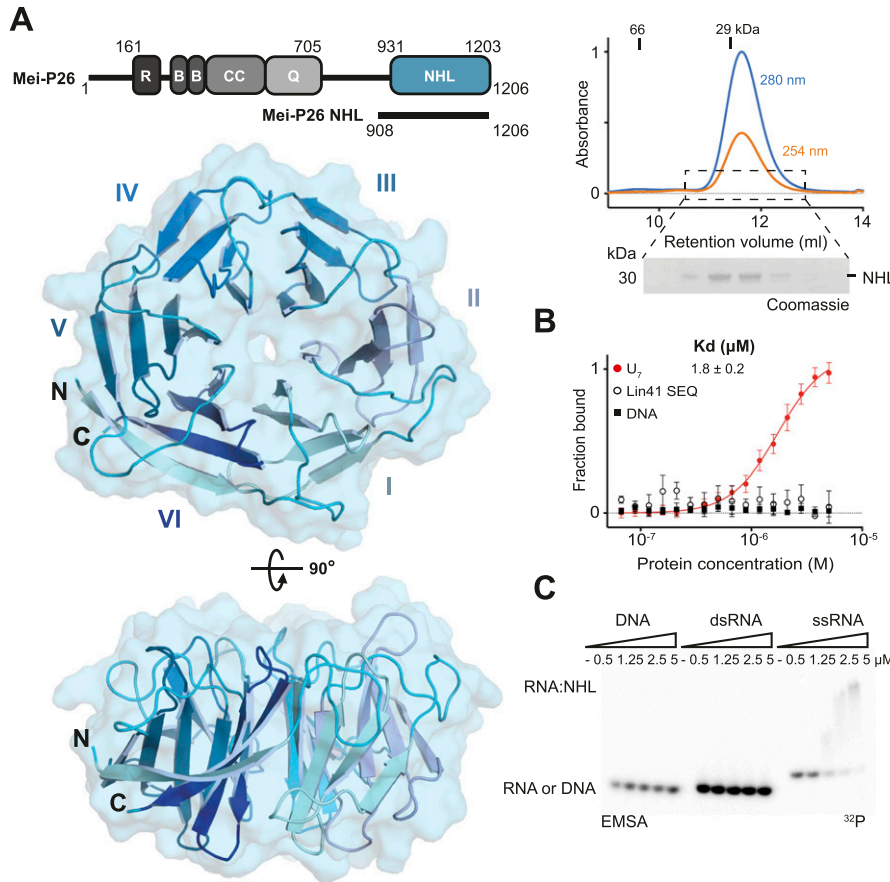 A
161 705 931 1203
Mei-P26 1 R B B CC Q NHL 1206
Mei-P26 NHL
908 1206
IV
III
II
V
N
C
I
VI
90°
N
C
66 29 kDa
1
280 nm
254 nm
Absorbance
0
10 12 14
Retention volume (ml)
kDa
30 NHL
Coomassie
B
Kd (µM)
U₇ 1.8 ± 0.2
Lin41 SEQ
DNA
1
Fraction bound
0
10⁻⁷ 10⁻⁶ 10⁻⁵
Protein concentration (M)
C
DNA dsRNA ssRNA
- 0.5 1.25 2.5 5 - 0.5 1.25 2.5 5 - 0.5 1.25 2.5 5 µM
RNA:NHL
RNA or DNA
EMSA ³²P